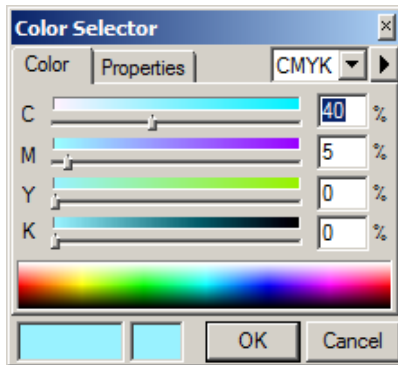 Color Selector
Color Properties CMYK
C 40 %
M 5 %
Y 0 %
K 0 %
OK Cancel